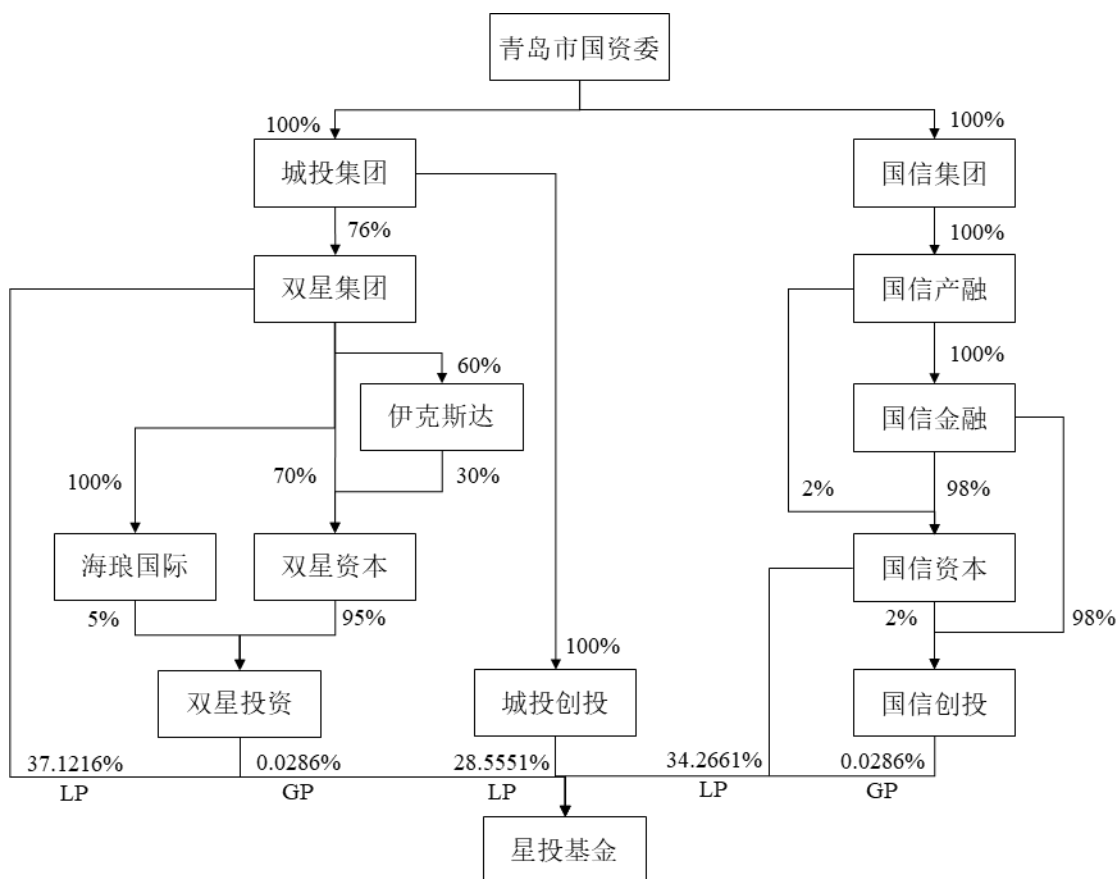 青岛市国资委
100%
100%
城投集团
国信集团
76%
100%
双星集团
国信产融
60%
100%
伊克斯达
国信金融
100%
70%
30%
2%
98%
海琅国际
双星资本
国信资本
5%
95%
2%
98%
100%
双星投资
城投创投
国信创投
37.1216%
0.0286%
28.5551%
34.2661%
0.0286%
LP
GP
LP
LP
GP
星投基金